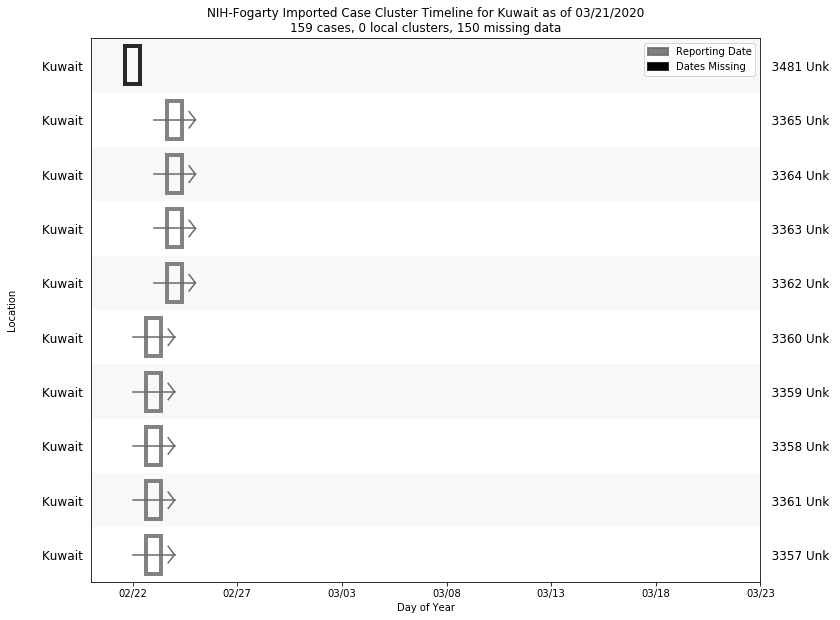 NIH-Fogarty Imported Case Cluster Timeline for Kuwait as of 03/21/2020
159 cases, 0 local clusters, 150 missing data
Reporting Date
Dates Missing
Kuwait 3481 Unk
Kuwait 3365 Unk
Kuwait 3364 Unk
Kuwait 3363 Unk
Kuwait 3362 Unk
Kuwait 3360 Unk
Kuwait 3359 Unk
Kuwait 3358 Unk
Kuwait 3361 Unk
Kuwait 3357 Unk
Location
02/22 02/27 03/03 03/08 03/13 03/18 03/23
Day of Year